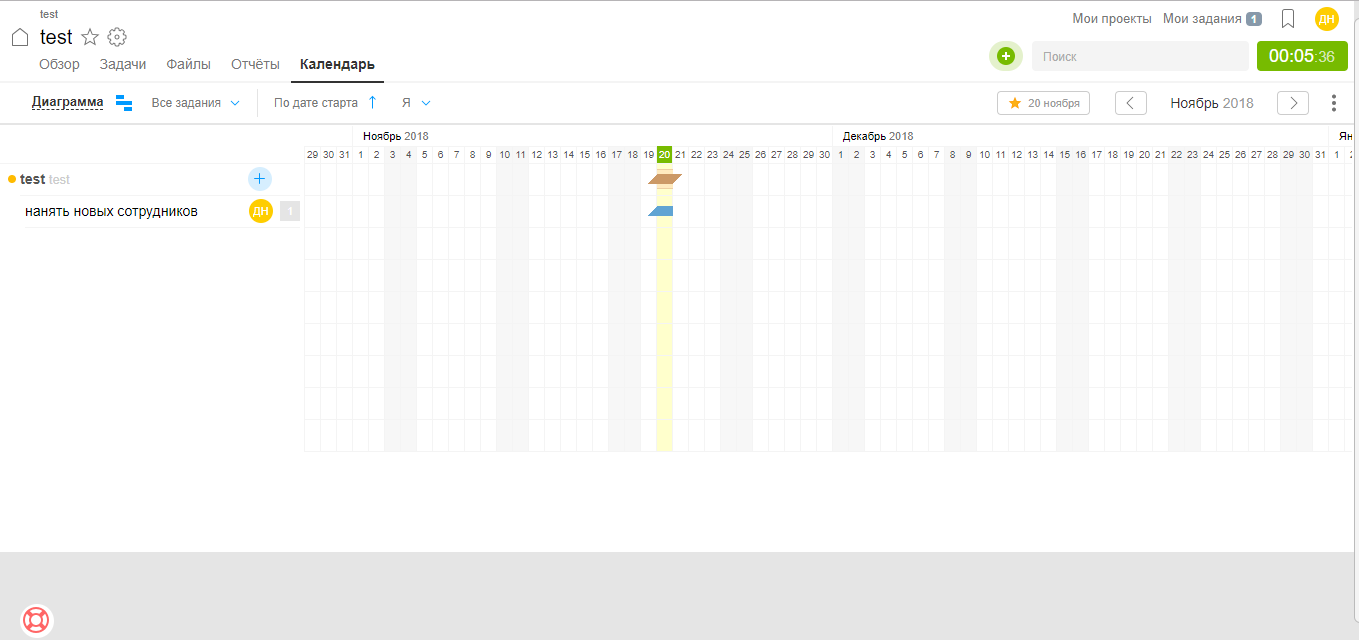 test
Мои проекты Мои задания 1 ДН
test
Обзор Задачи Файлы Отчёты Календарь
Поиск 00:05:36
Диаграмма Все задания По дате старта Я 20 ноября Ноябрь 2018
Ноябрь 2018 Декабрь 2018 Ян
29 30 31 1 2 3 4 5 6 7 8 9 10 11 12 13 14 15 16 17 18 19 20 21 22 23 24 25 26 27 28 29 30 1 2 3 4 5 6 7 8 9 10 11 12 13 14 15 16 17 18 19 20 21 22 23 24 25 26 27 28 29 30 31 1 2
test test
нанять новых сотрудников ДН 1